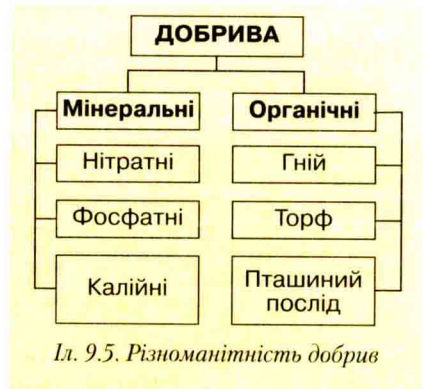 ДОБРИВА
Мінеральні
Органічні
Нітратні
Гній
Фосфатні
Торф
Калійні
Пташиний
послід
Іл. 9.5. Різноманітність добрив